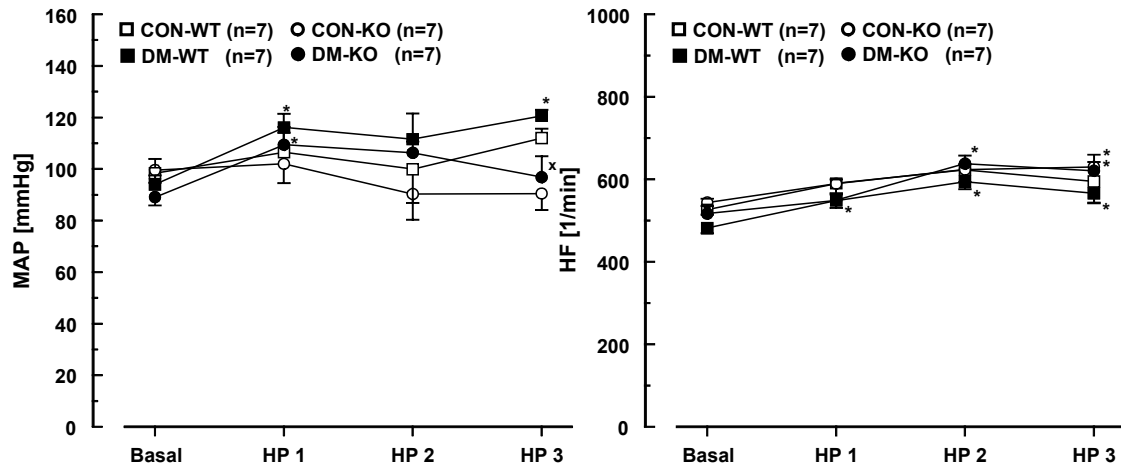 CON-WT (n=7) CON-KO (n=7)
DM-WT (n=7) DM-KO (n=7)
MAP [mmHg]
160
140
120
100
80
60
40
20
0
* * * x
Basal HP 1 HP 2 HP 3
CON-WT (n=7) CON-KO (n=7)
DM-WT (n=7) DM-KO (n=7)
HF [1/min]
1000
800
600
400
200
0
* * * * * *
Basal HP 1 HP 2 HP 3